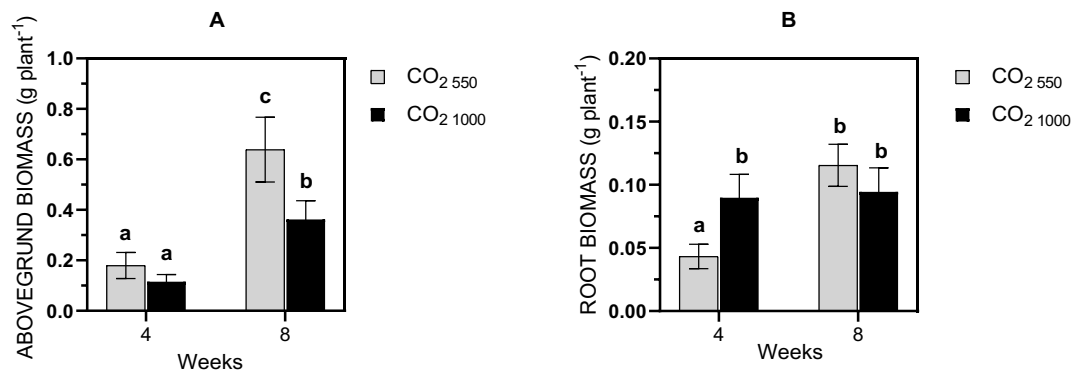 A
ABOVEGRUND BIOMASS (g plant⁻¹)
1.0
0.8
0.6
0.4
0.2
0.0
a
a
c
b
4
8
Weeks
CO₂ ₅₅₀
CO₂ ₁₀₀₀
B
ROOT BIOMASS (g plant⁻¹)
0.20
0.15
0.10
0.05
0.00
a
b
b
b
4
8
Weeks
CO₂ ₅₅₀
CO₂ ₁₀₀₀